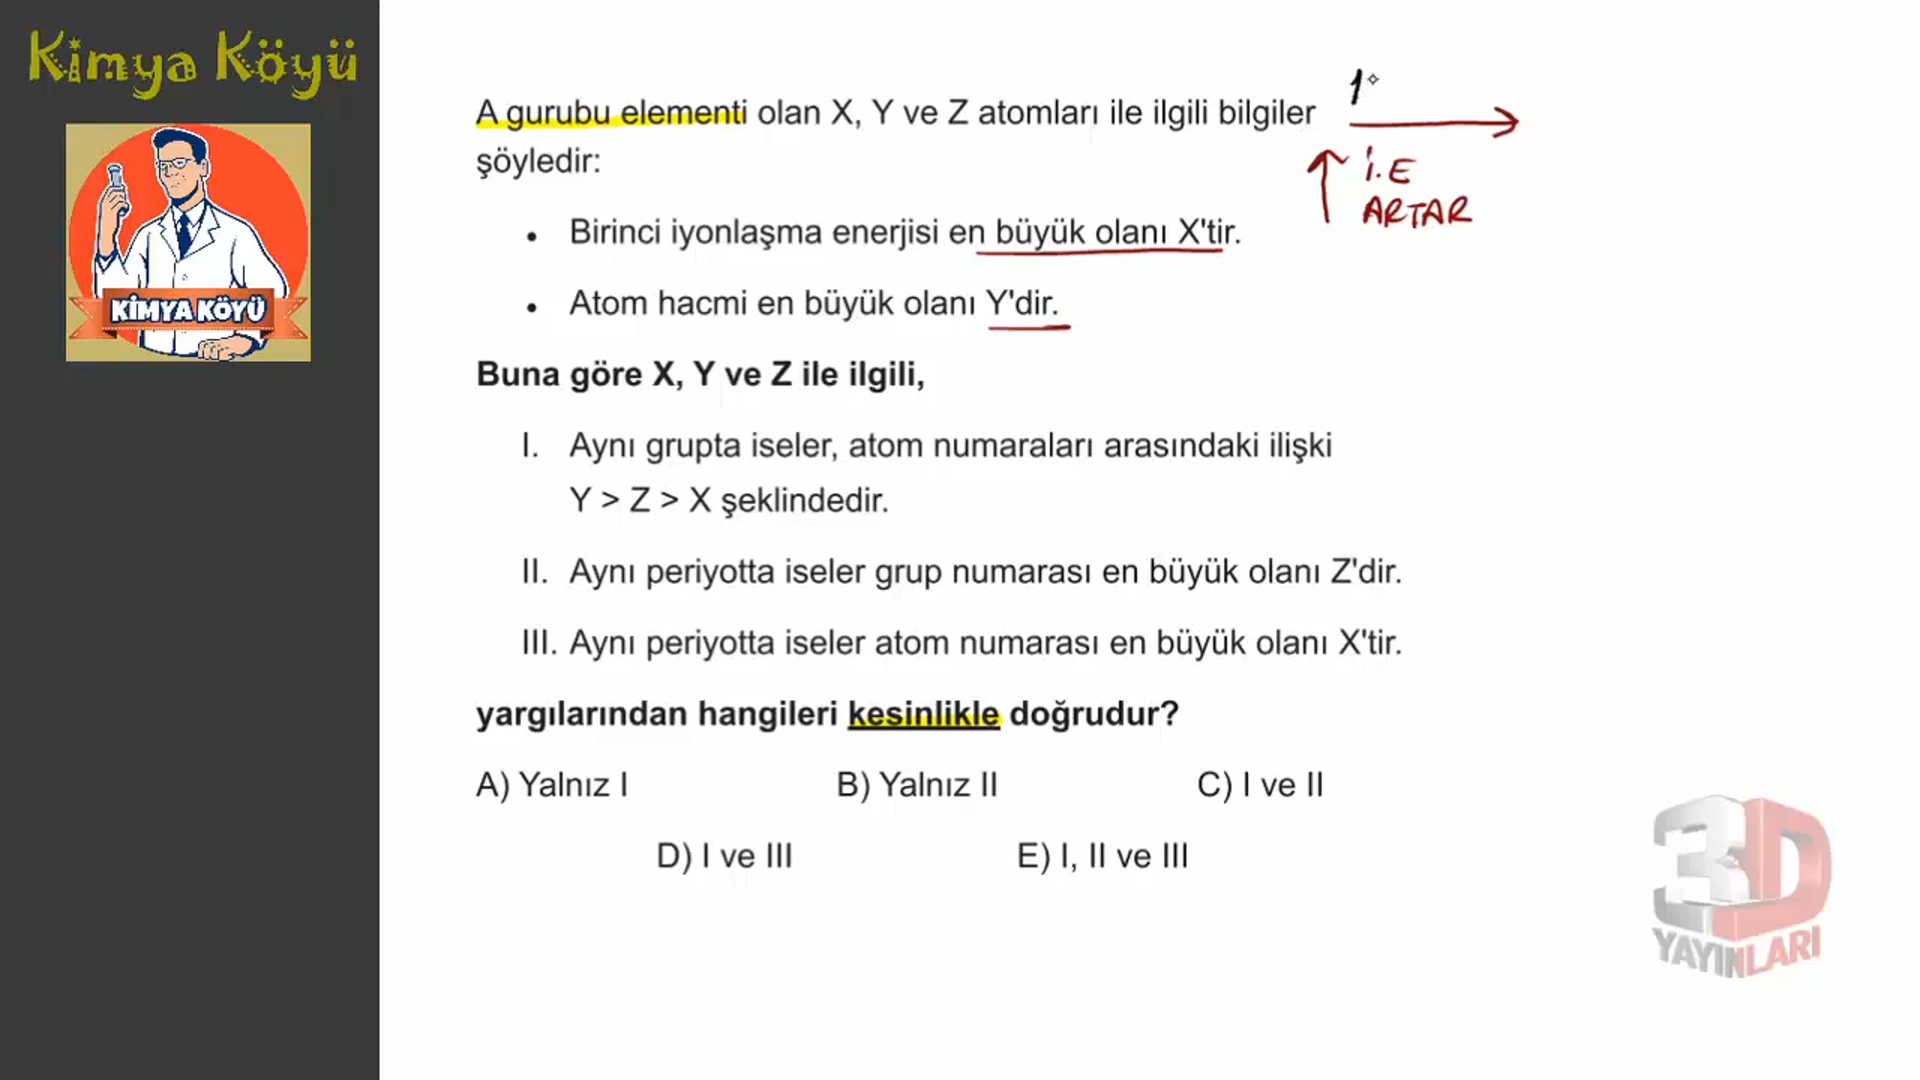 Kimya Köyü
KİMYA KÖYÜ
A gurubu elementi olan X, Y ve Z atomları ile ilgili bilgiler
şöyledir:
1
İ.E
ARTAR
• Birinci iyonlaşma enerjisi en büyük olanı X'tir.
• Atom hacmi en büyük olanı Y'dir.
Buna göre X, Y ve Z ile ilgili,
I. Aynı grupta iseler, atom numaraları arasındaki ilişki
Y > Z > X şeklindedir.
II. Aynı periyotta iseler grup numarası en büyük olanı Z'dir.
III. Aynı periyotta iseler atom numarası en büyük olanı X'tir.
yargılarından hangileri kesinlikle doğrudur?
A) Yalnız I B) Yalnız II C) I ve II
D) I ve III E) I, II ve III
3D
YAYINLARI